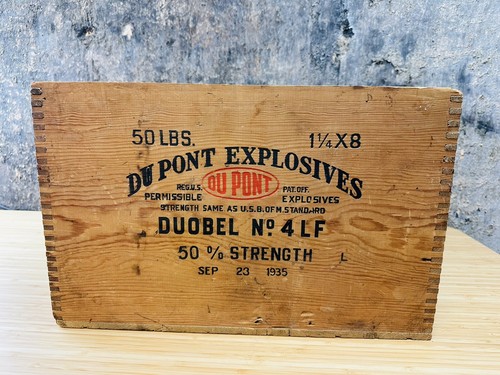 50 LBS. 1¼ X 8
DU PONT EXPLOSIVES
REG.U.S. DU PONT PAT. OFF.
PERMISSIBLE EXPLOSIVES
STRENGTH SAME AS U.S.B.OF M. STANDARD
DUOBEL Nº 4 LF
50 % STRENGTH L
SEP 23 1935